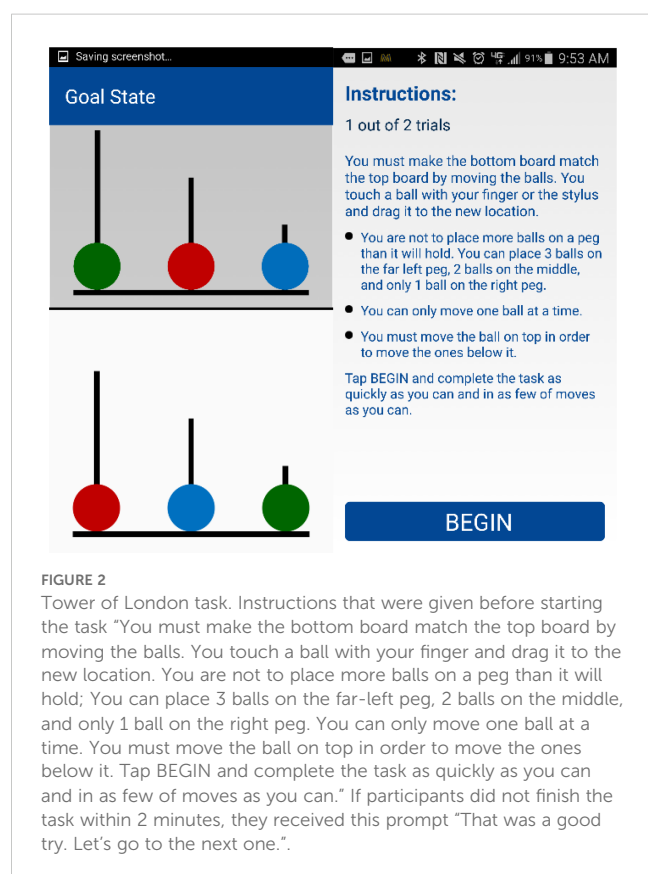 Saving screenshot...
91% 9:53 AM
Goal State
Instructions:
1 out of 2 trials
You must make the bottom board match
the top board by moving the balls. You
touch a ball with your finger or the stylus
and drag it to the new location.
You are not to place more balls on a peg
than it will hold. You can place 3 balls on
the far left peg, 2 balls on the middle,
and only 1 ball on the right peg.
You can only move one ball at a time.
You must move the ball on top in order
to move the ones below it.
Tap BEGIN and complete the task as
quickly as you can and in as few of moves
as you can.
BEGIN
FIGURE 2
Tower of London task. Instructions that were given before starting
the task “You must make the bottom board match the top board by
moving the balls. You touch a ball with your finger and drag it to the
new location. You are not to place more balls on a peg than it will
hold; You can place 3 balls on the far-left peg, 2 balls on the middle,
and only 1 ball on the right peg. You can only move one ball at a
time. You must move the ball on top in order to move the ones
below it. Tap BEGIN and complete the task as quickly as you can
and in as few of moves as you can.” If participants did not finish the
task within 2 minutes, they received this prompt “That was a good
try. Let’s go to the next one.”.